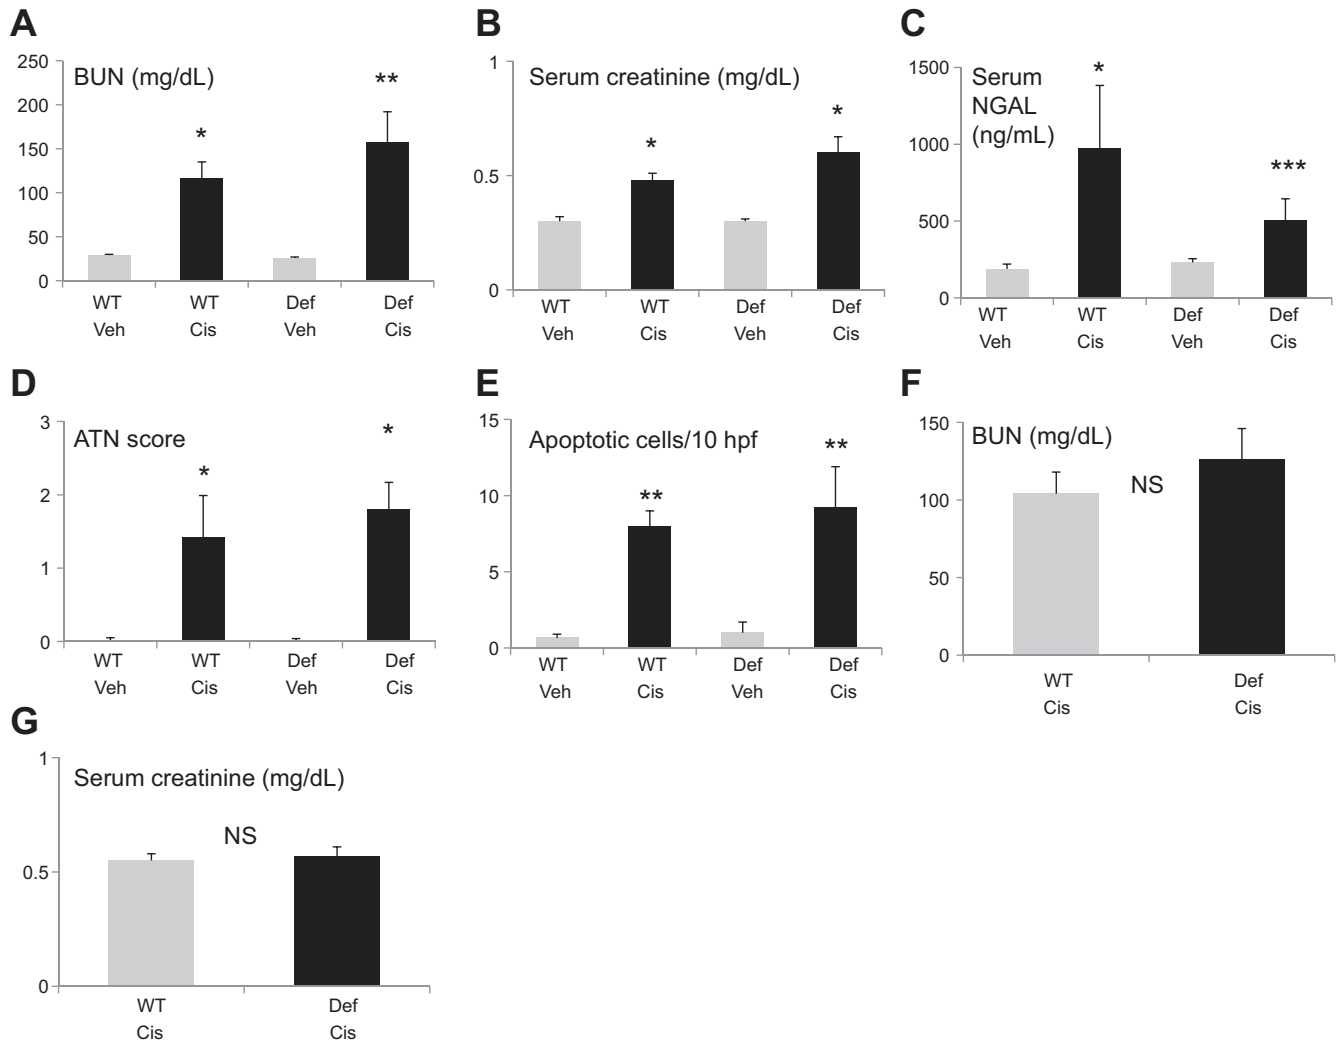 A
BUN (mg/dL)
250
200
150
100
50
0
*
**
WT WT Def Def
Veh Cis Veh Cis
B
Serum creatinine (mg/dL)
1
0.5
0
*
*
WT WT Def Def
Veh Cis Veh Cis
C
Serum
NGAL
(ng/mL)
1500
1000
500
0
*
***
WT WT Def Def
Veh Cis Veh Cis
D
ATN score
3
2
1
0
*
*
WT WT Def Def
Veh Cis Veh Cis
E
Apoptotic cells/10 hpf
15
10
5
0
**
**
WT WT Def Def
Veh Cis Veh Cis
F
BUN (mg/dL)
150
100
50
0
NS
WT Def
Cis Cis
G
Serum creatinine (mg/dL)
1
0.5
0
NS
WT Def
Cis Cis